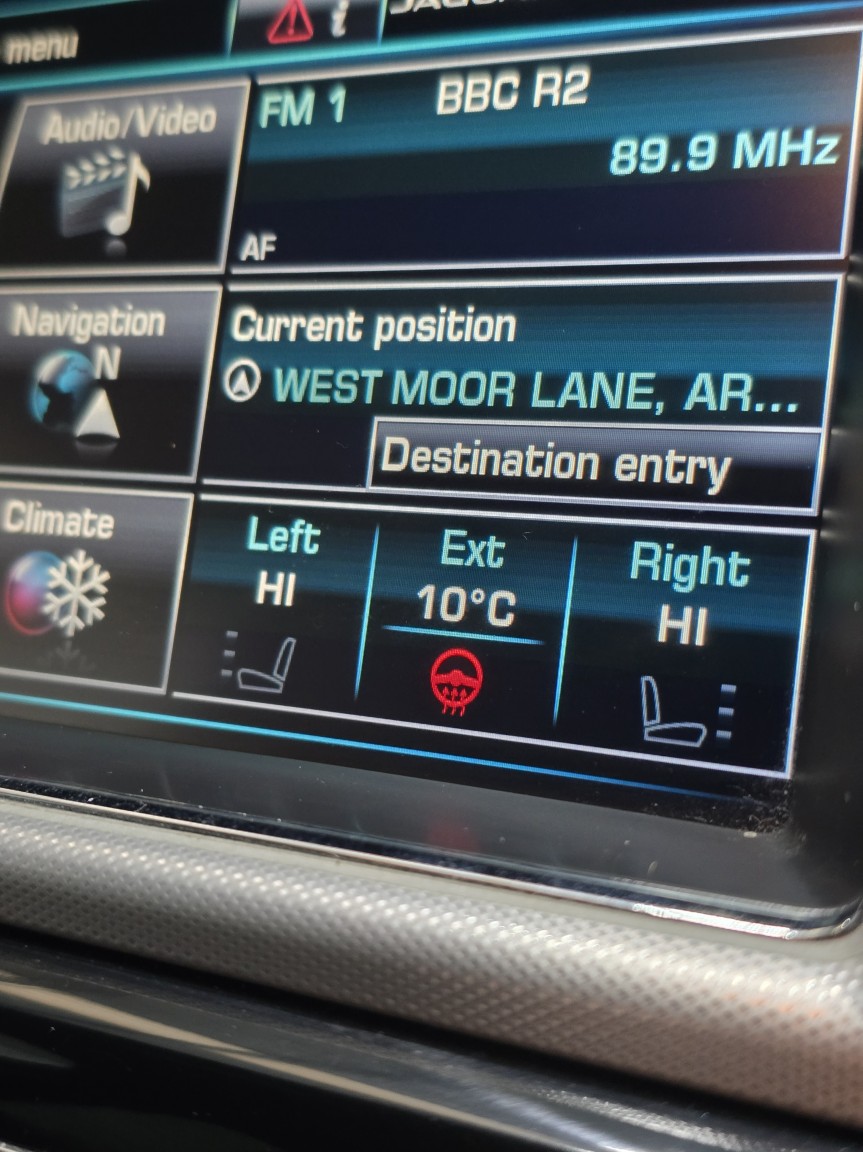 menu
Audio/Video
FM 1 BBC R2
89.9 MHz
AF
Navigation
N
Current position
WEST MOOR LANE, AR...
Destination entry
Climate
Left
HI
Ext
10°C
Right
HI